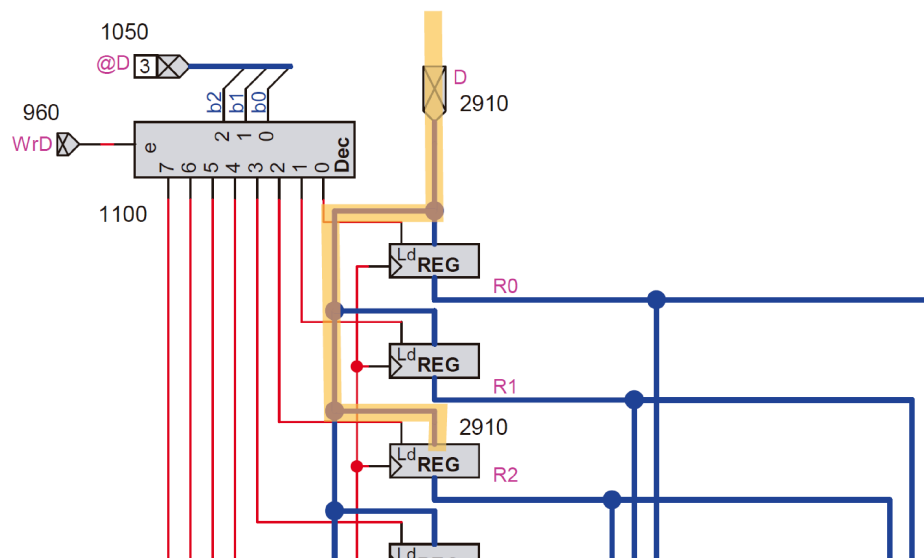 1050
@D 3
D
2910
960
WrD
b2 b1 b0
2 1 0
e
Dec
7 6 5 4 3 2 1 0
1100
Ld
REG
R0
Ld
REG
R1
2910
Ld
REG
R2
Ld
REG